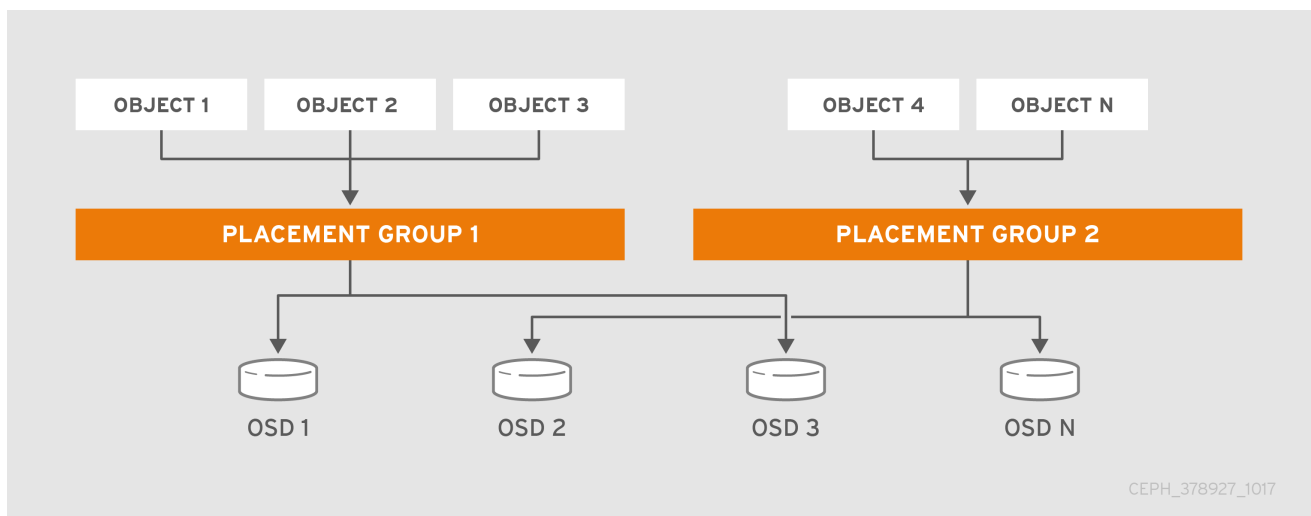 OBJECT 1
OBJECT 2
OBJECT 3
OBJECT 4
OBJECT N
PLACEMENT GROUP 1
PLACEMENT GROUP 2
OSD 1
OSD 2
OSD 3
OSD N
CEPH_378927_1017